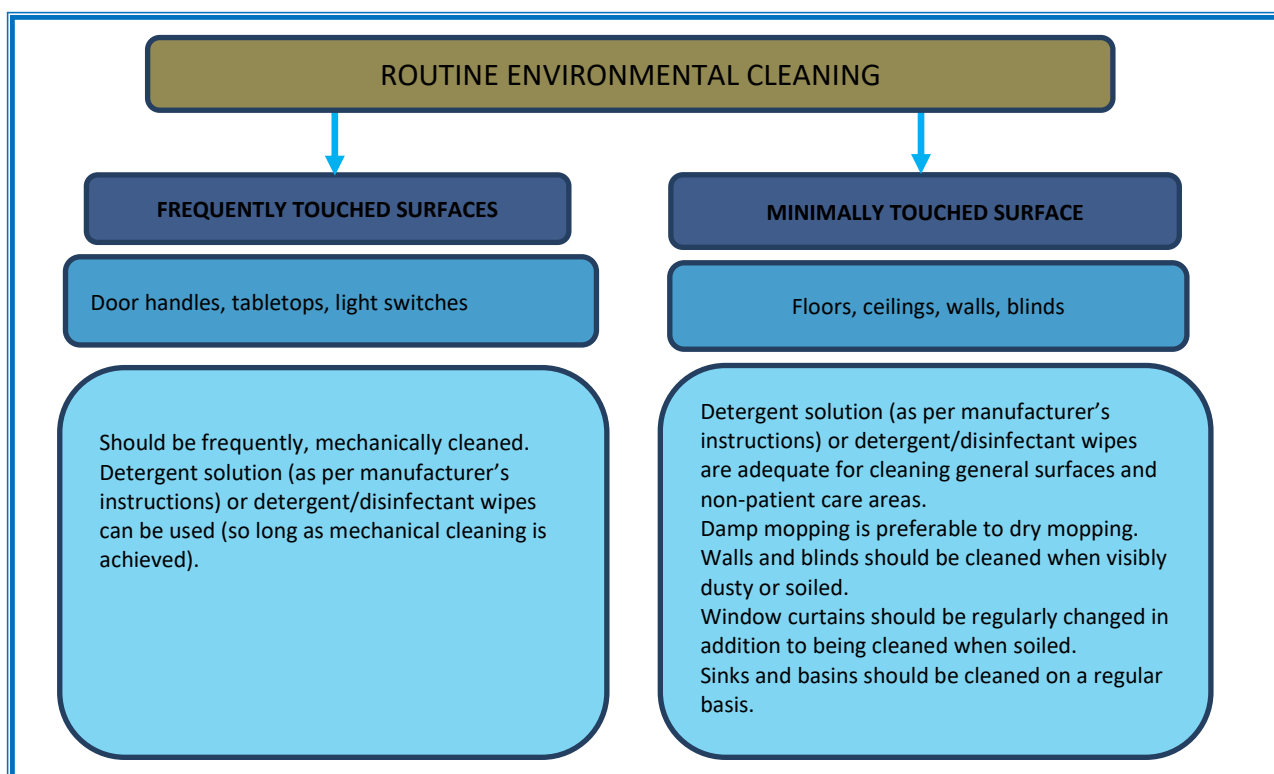 ROUTINE ENVIRONMENTAL CLEANING
FREQUENTLY TOUCHED SURFACES
Door handles, tabletops, light switches
Should be frequently, mechanically cleaned.
Detergent solution (as per manufacturer’s
instructions) or detergent/disinfectant wipes
can be used (so long as mechanical cleaning is
achieved).
MINIMALLY TOUCHED SURFACE
Floors, ceilings, walls, blinds
Detergent solution (as per manufacturer’s
instructions) or detergent/disinfectant wipes
are adequate for cleaning general surfaces and
non-patient care areas.
Damp mopping is preferable to dry mopping.
Walls and blinds should be cleaned when visibly
dusty or soiled.
Window curtains should be regularly changed in
addition to being cleaned when soiled.
Sinks and basins should be cleaned on a regular
basis.